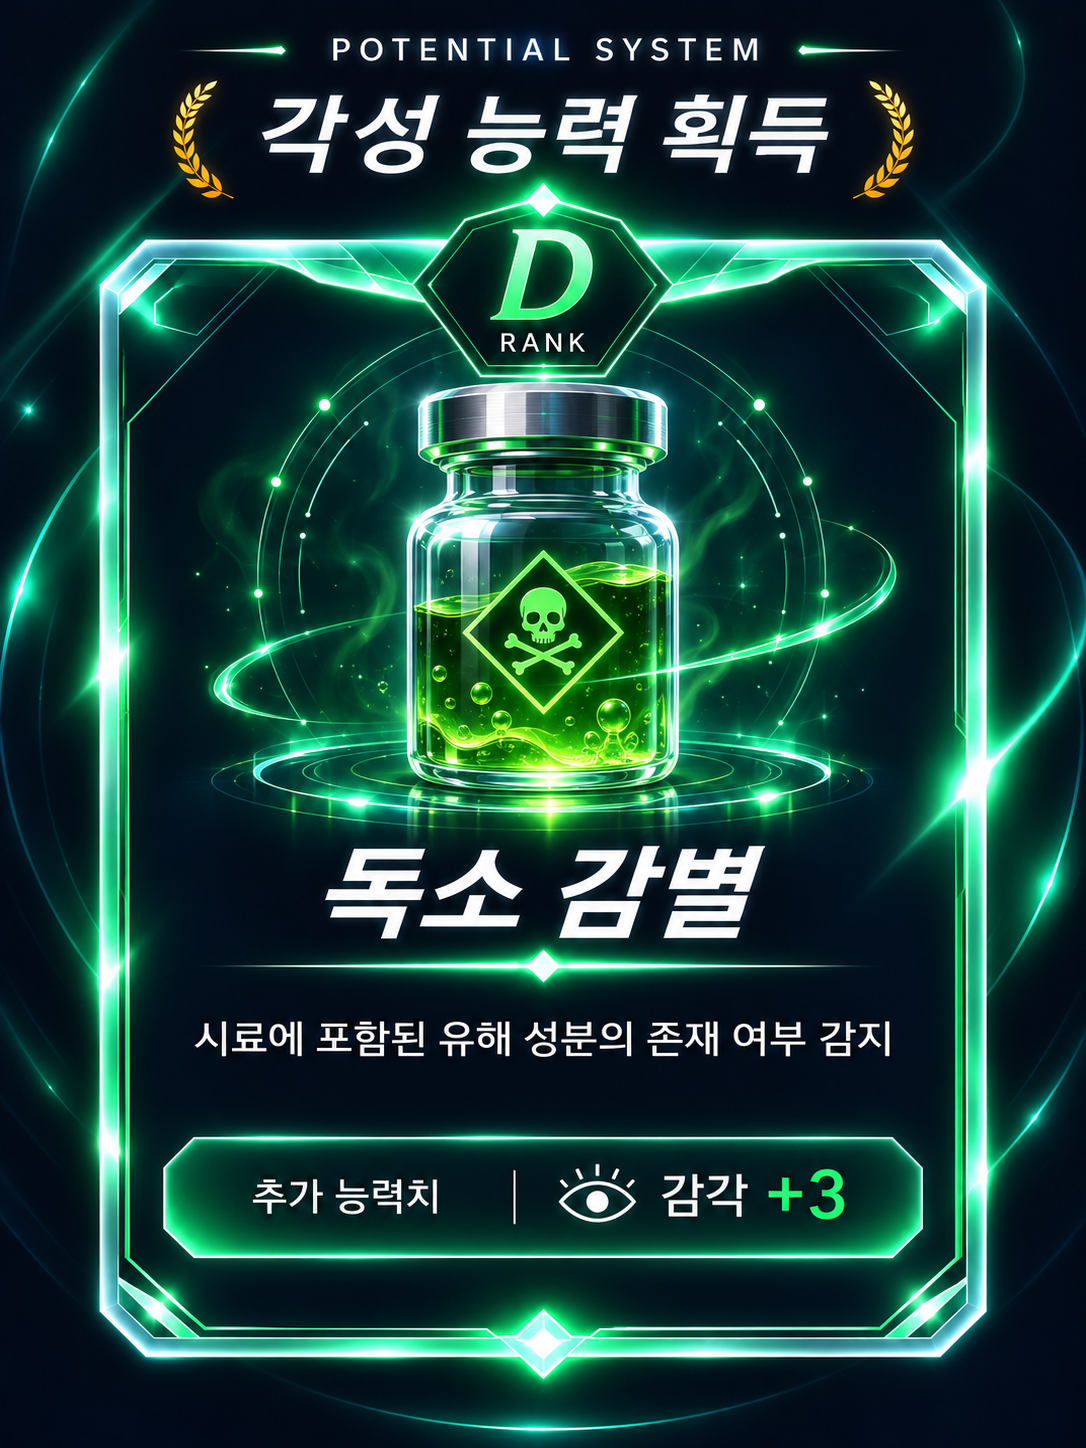 POTENTIAL SYSTEM
각성 능력 획득
D
RANK
독소 감별
시료에 포함된 유해 성분의 존재 여부 감지
추가 능력치 감각 +3